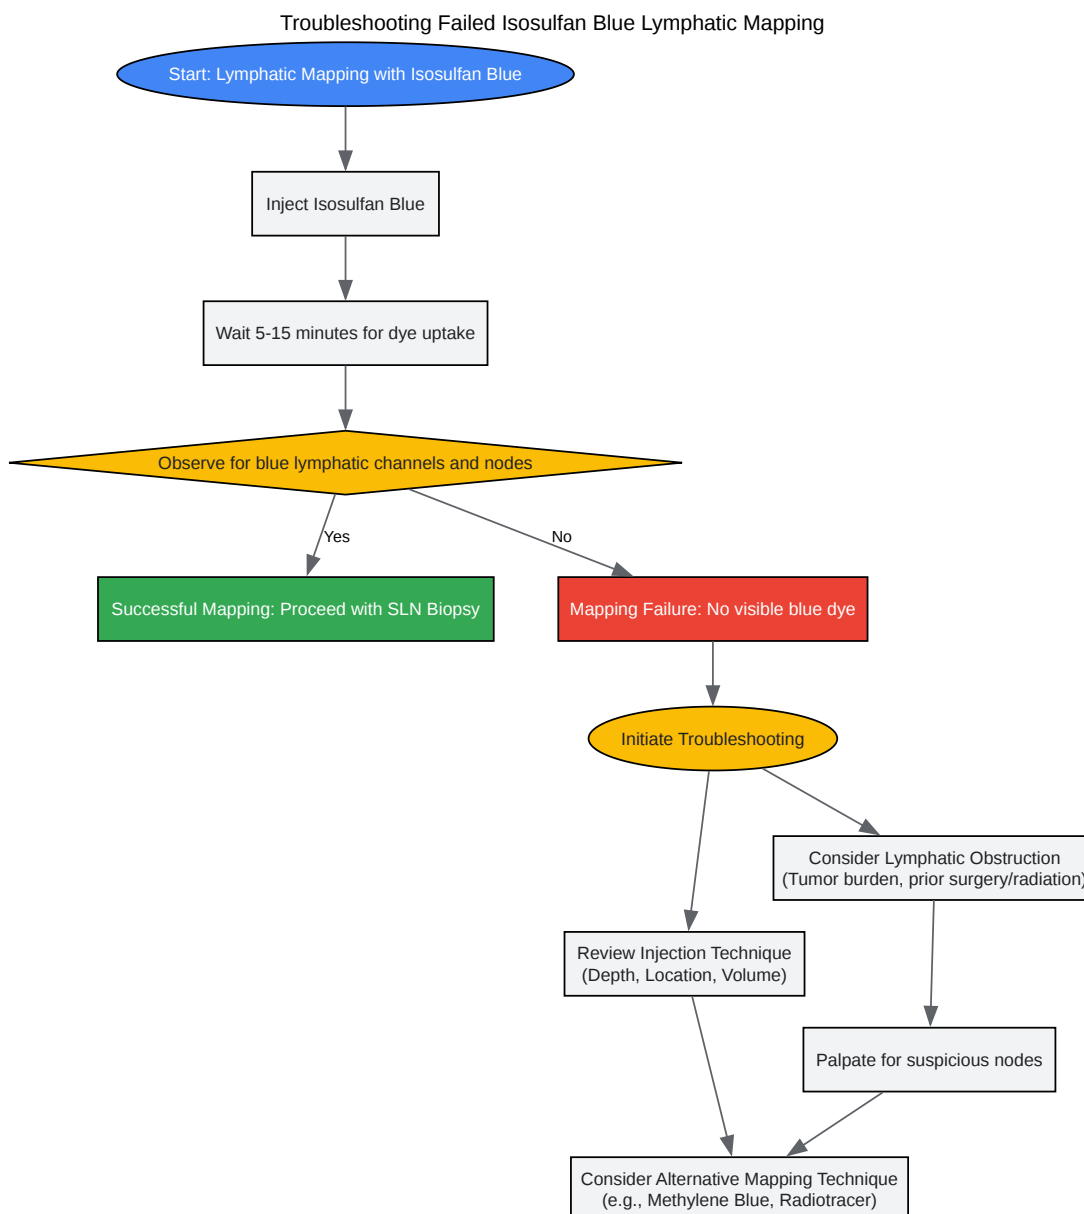 Troubleshooting Failed Isosulfan Blue Lymphatic Mapping
Start: Lymphatic Mapping with Isosulfan Blue
Inject Isosulfan Blue
Wait 5-15 minutes for dye uptake
Observe for blue lymphatic channels and nodes
Yes
No
Successful Mapping: Proceed with SLN Biopsy
Mapping Failure: No visible blue dye
Initiate Troubleshooting
Consider Lymphatic Obstruction
(Tumor burden, prior surgery/radiation)
Review Injection Technique
(Depth, Location, Volume)
Palpate for suspicious nodes
Consider Alternative Mapping Technique
(e.g., Methylene Blue, Radiotracer)